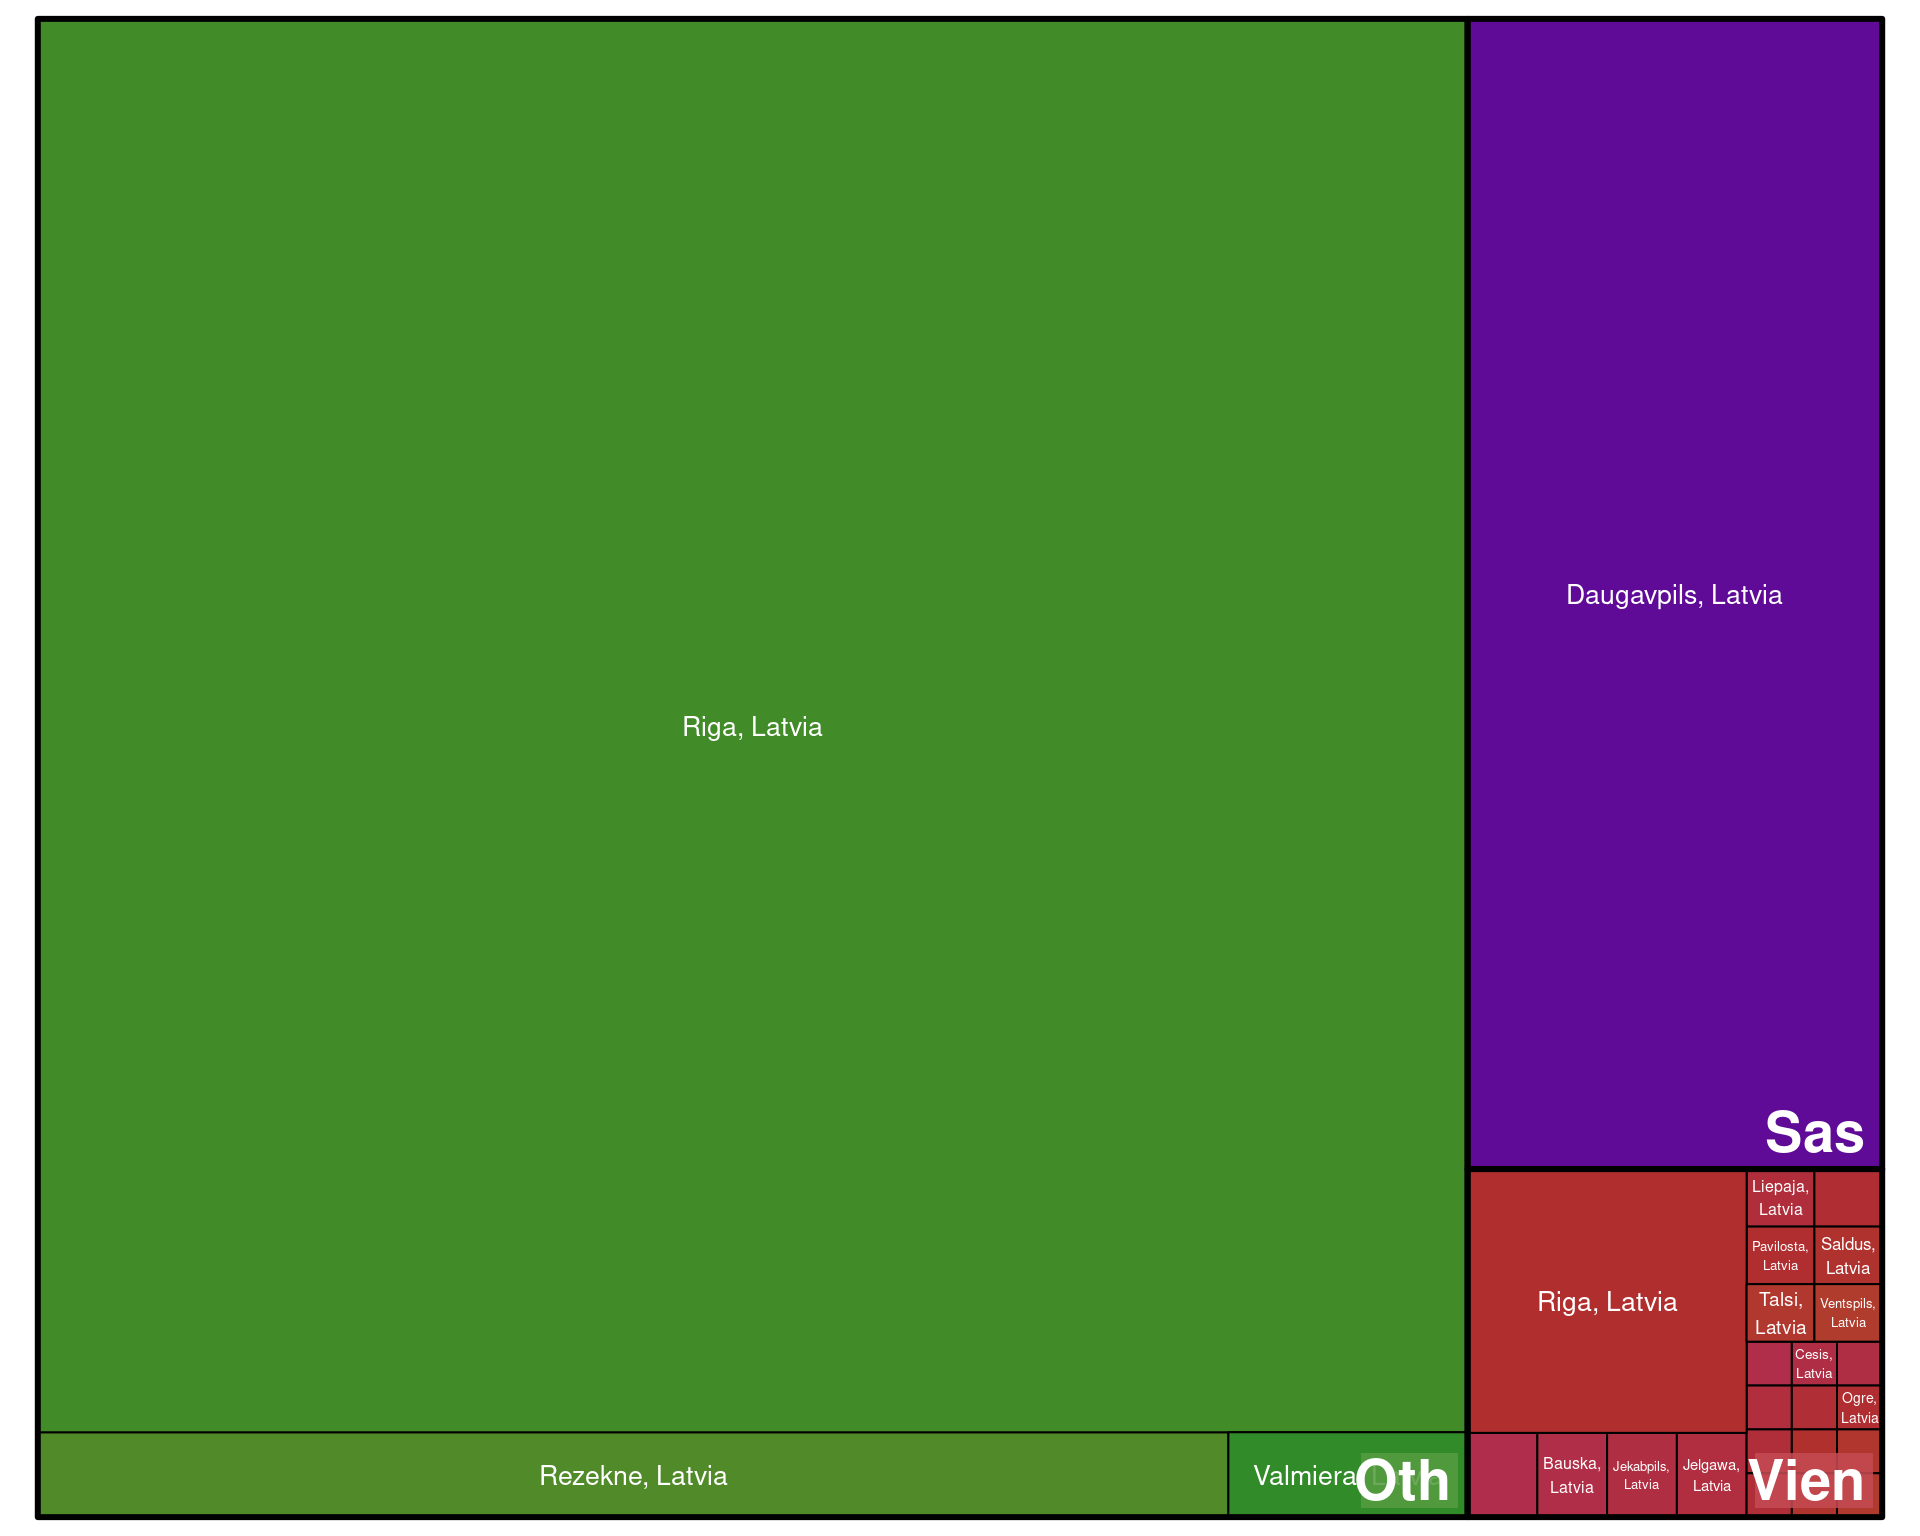 Riga, Latvia
Rezekne, Latvia
Valmiera
Oth
Daugavpils, Latvia
Sas
Riga, Latvia
Liepaja,
Latvia
Pavilosta,
Latvia
Saldus,
Latvia
Talsi,
Latvia
Ventspils,
Latvia
Cesis,
Latvia
Ogre,
Latvia
Bauska,
Latvia
Jekabpils,
Latvia
Jelgawa,
Latvia
Vien